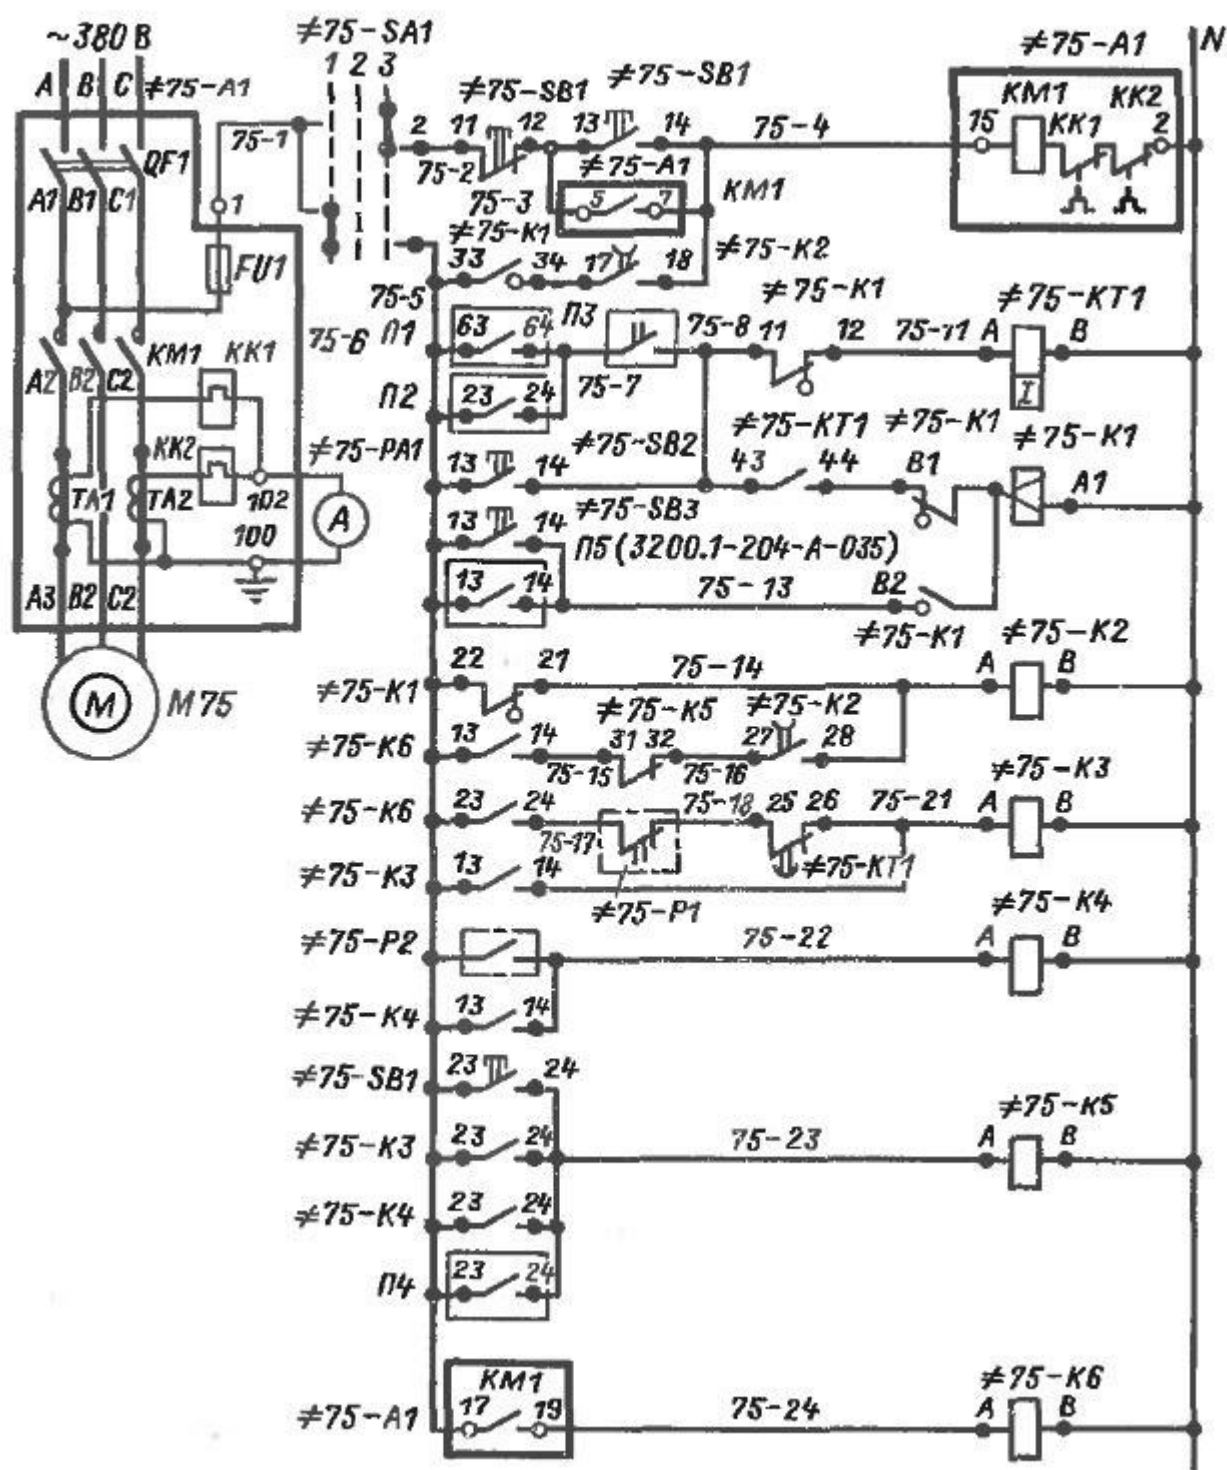 ~380 В
≠75-SA1
N
1 2 3
≠75-A1
А В С ≠75-A1
≠75-SB1
≠75-SB1
KM1 KK2
75-1
2 11 12 13 14
75-4
15 KK1 2
QF1
75-2
≠75-A1
A1 B1 C1
1
5 7 KM1
75-3
≠75-K1
≠75-K2
FU1
33 34 17 18
≠75-K1
≠75-KT1
75-5
75-6 П1 63 64 П3 75-8 11 12 75-11 A B
KM1 KK1
A2 B2 C2
75-7
I
П2 23 24
≠75-KT1 ≠75-K1 ≠75-K1
≠75-PA1
≠75-SB2
KK2
13 14
43 44 B1 A1
TA1 TA2 102
A
≠75-SB3
13 14
100
П5 (3200.1-204-А-035)
13 14
75-13 B2
A3 B2 C2
≠75-K1 ≠75-K2
22 21
75-14 A B
M M75
≠75-K1
≠75-K5 ≠75-K2
≠75-K6 13 14 31 32 27 28
75-15 75-16
≠75-K3
≠75-K6 23 24 75-18 25 26 75-21 A B
75-17
≠75-K3 13 14
≠75-KT1
≠75-P1
≠75-K4
≠75-P2
75-22 A B
≠75-K4 13 14
≠75-SB1 23 24
≠75-K5
≠75-K3 23 24 75-23 A B
≠75-K4 23 24
П4 23 24
KM1
≠75-K6
≠75-A1 17 19 75-24 A B